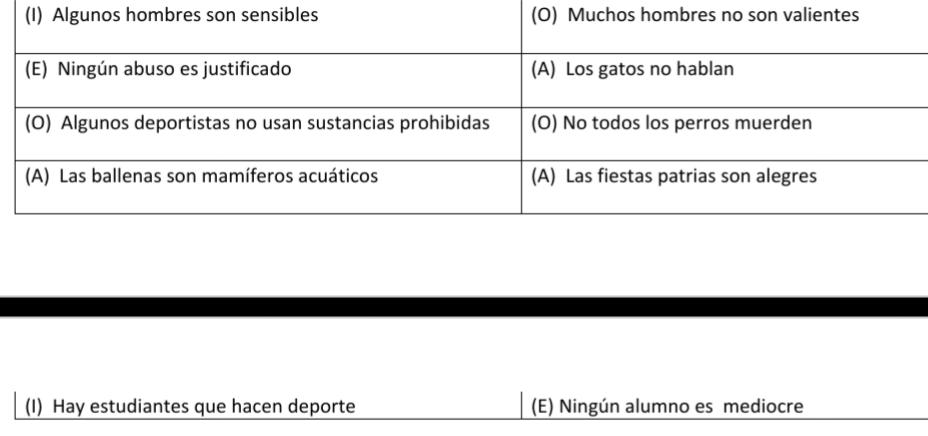 (I) Algunos hombres son sensibles
(O) Muchos hombres no son valientes
(E) Ningún abuso es justificado
(A) Los gatos no hablan
(O) Algunos deportistas no usan sustancias prohibidas
(O) No todos los perros muerden
(A) Las ballenas son mamíferos acuáticos
(A) Las fiestas patrias son alegres
(I) Hay estudiantes que hacen deporte
(E) Ningún alumno es mediocre